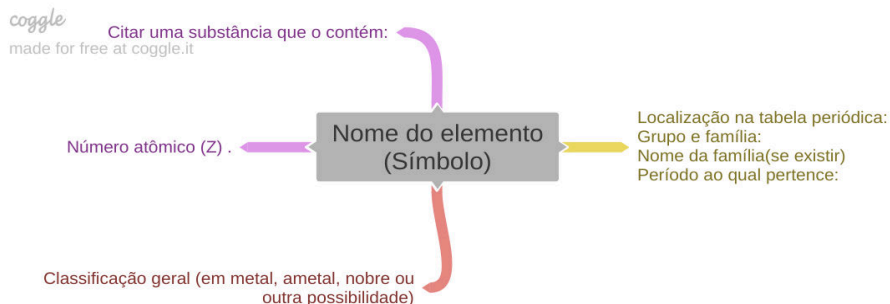 coggle
made for free at coggle.it
Citar uma substância que o contém:
Número atômico (Z) .
Nome do elemento
(Símbolo)
Localização na tabela periódica:
Grupo e família:
Nome da família(se existir)
Período ao qual pertence:
Classificação geral (em metal, ametal, nobre ou
outra possibilidade)